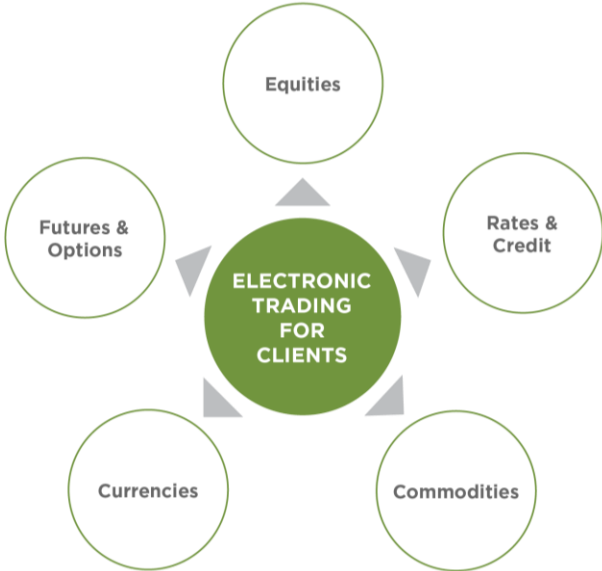 Equities
Futures &
Options
Rates &
Credit
ELECTRONIC
TRADING
FOR
CLIENTS
Currencies
Commodities